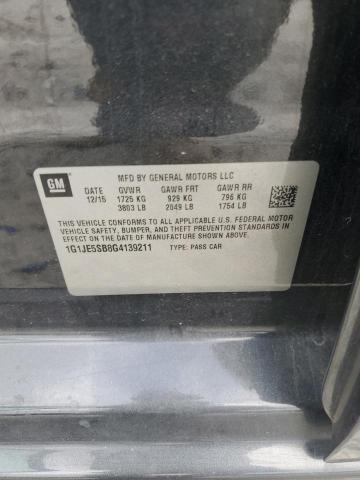 GM
MFD BY GENERAL MOTORS LLC
DATE GVWR GAWR FRT GAWR RR
12/15 1725 KG 929 KG 796 KG
3803 LB 2049 LB 1754 LB
THIS VEHICLE CONFORMS TO ALL APPLICABLE U.S. FEDERAL MOTOR
VEHICLE SAFETY, BUMPER, AND THEFT PREVENTION STANDARDS IN
EFFECT ON THE DATE OF MANUFACTURE SHOWN ABOVE.
1G1JE5SB8G4139211 TYPE: PASS CAR